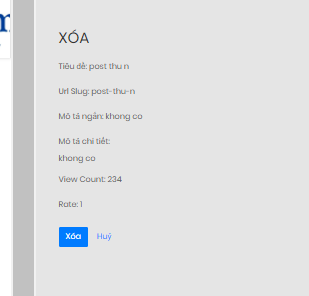 XÓA
Tiêu đề: post thu n
Url Slug: post-thu-n
Mô tả ngắn: khong co
Mô tả chi tiết:
khong co
View Count: 234
Rate: 1
Xóa Huỷ